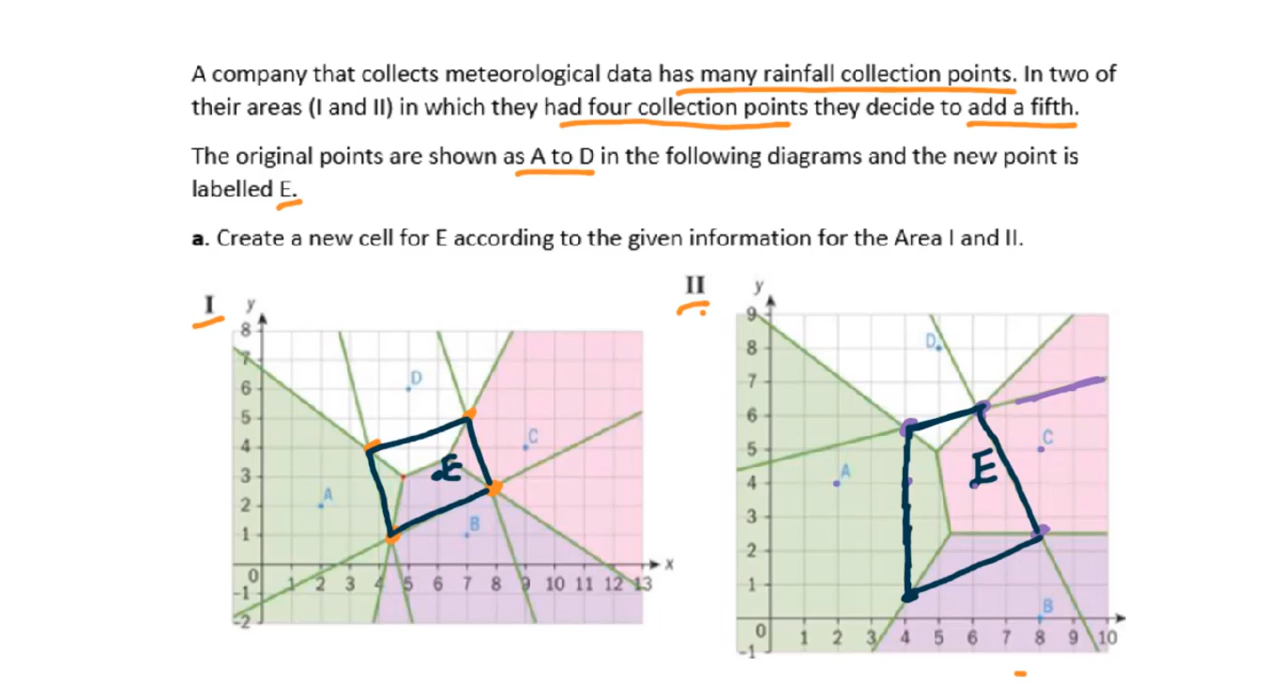 A company that collects meteorological data has many rainfall collection points. In two of
their areas (I and II) in which they had four collection points they decide to add a fifth.
The original points are shown as A to D in the following diagrams and the new point is
labelled E.
a. Create a new cell for E according to the given information for the Area I and II.
I
y
8
7
6
5
4
3
2
1
0
-1
-2
1 2 3 4 5 6 7 8 9 10 11 12 13
x
D
C
A
B
E
II
y
9
8
7
6
5
4
3
2
1
0
-1
1 2 3 4 5 6 7 8 9 10
D
C
A
B
E